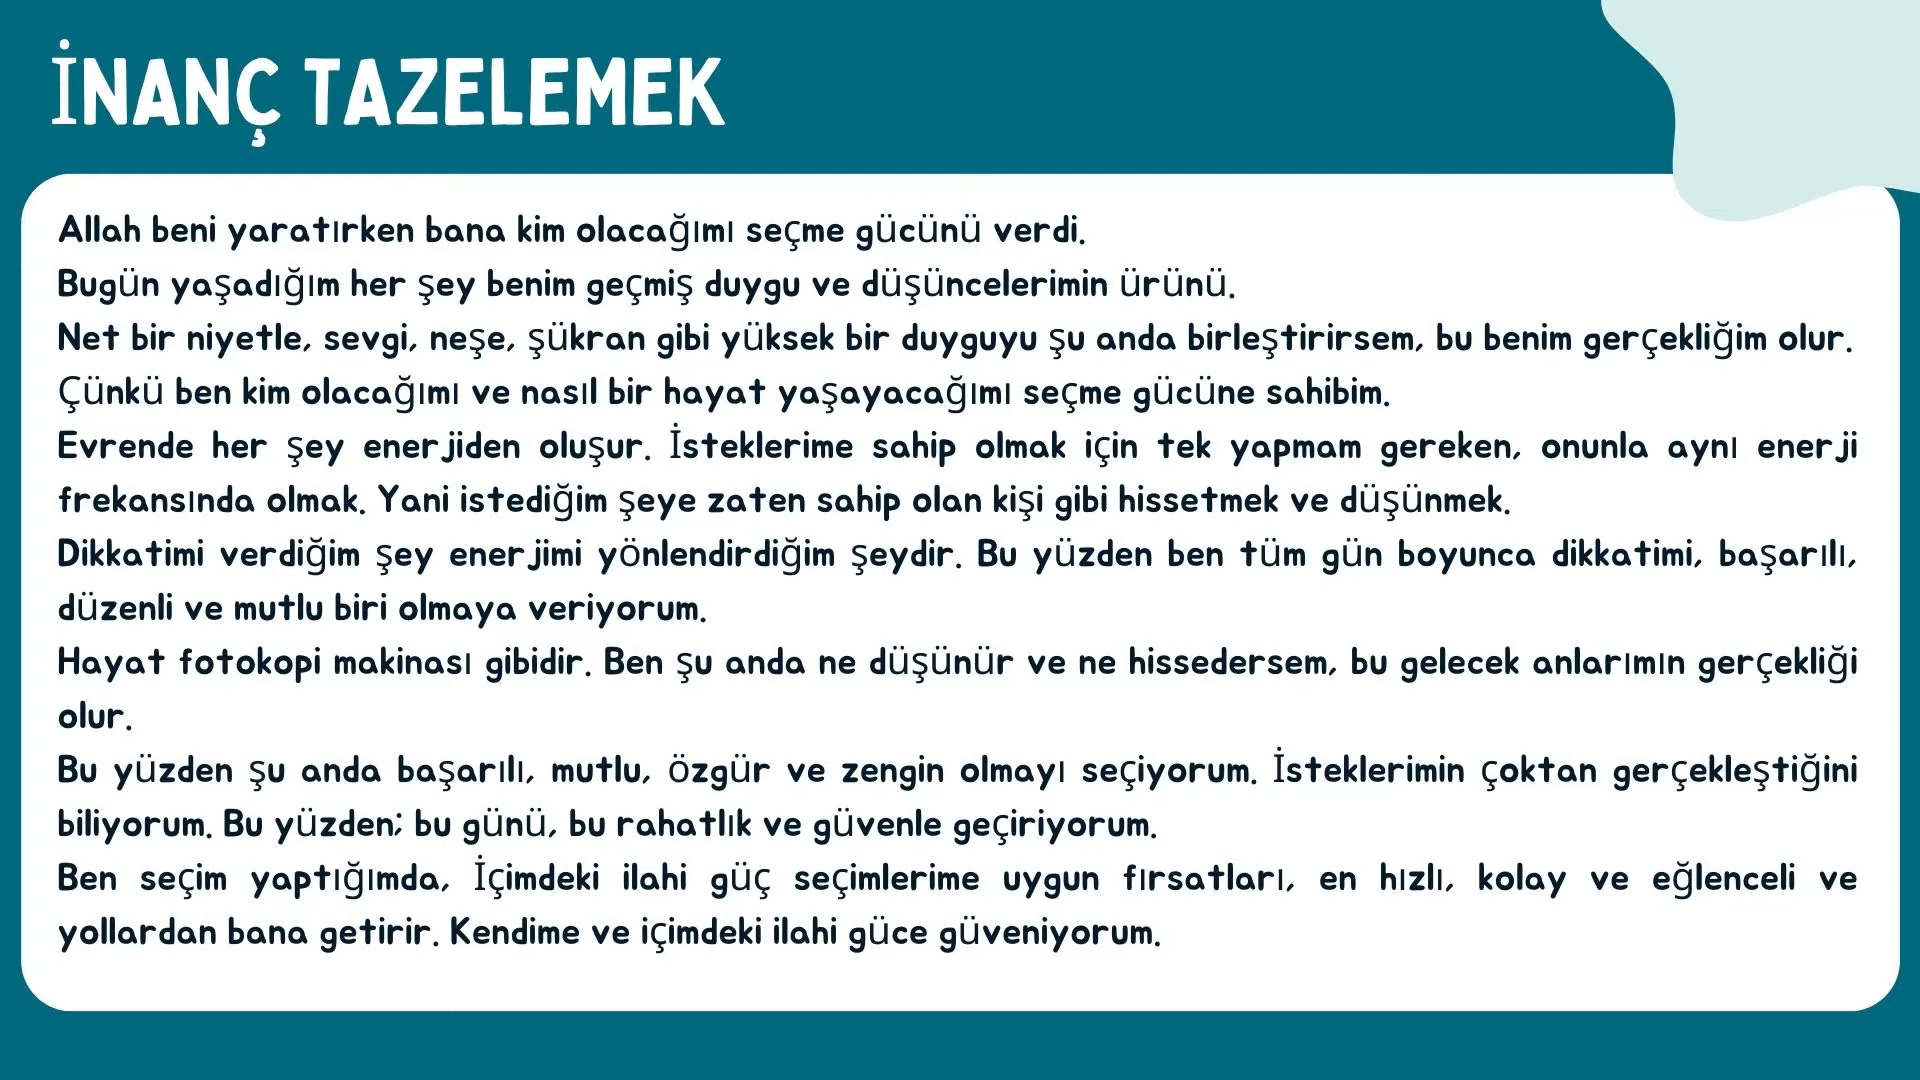 İNANÇ TAZELEMEK
Allah beni yaratırken bana kim olacağımı seçme gücünü verdi.
Bugün yaşadığım her şey benim geçmiş duygu ve düşüncelerimin ürünü.
Net bir niyetle, sevgi, neşe, şükran gibi yüksek bir duyguyu şu anda birleştirirsem, bu benim gerçekliğim olur.
Çünkü ben kim olacağımı ve nasıl bir hayat yaşayacağımı seçme gücüne sahibim.
Evrende her şey enerjiden oluşur. İsteklerime sahip olmak için tek yapmam gereken, onunla aynı enerji
frekansında olmak. Yani istediğim şeye zaten sahip olan kişi gibi hissetmek ve düşünmek.
Dikkatimi verdiğim şey enerjimi yönlendirdiğim şeydir. Bu yüzden ben tüm gün boyunca dikkatimi, başarılı,
düzenli ve mutlu biri olmaya veriyorum.
Hayat fotokopi makinası gibidir. Ben şu anda ne düşünür ve ne hissedersem, bu gelecek anlarımın gerçekliği
olur.
Bu yüzden şu anda başarılı, mutlu, özgür ve zengin olmayı seçiyorum. İsteklerimin çoktan gerçekleştiğini
biliyorum. Bu yüzden; bu günü, bu rahatlık ve güvenle geçiriyorum.
Ben seçim yaptığımda, İçimdeki ilahi güç seçimlerime uygun fırsatları, en hızlı, kolay ve eğlenceli ve
yollardan bana getirir. Kendime ve içimdeki ilahi güce güveniyorum.